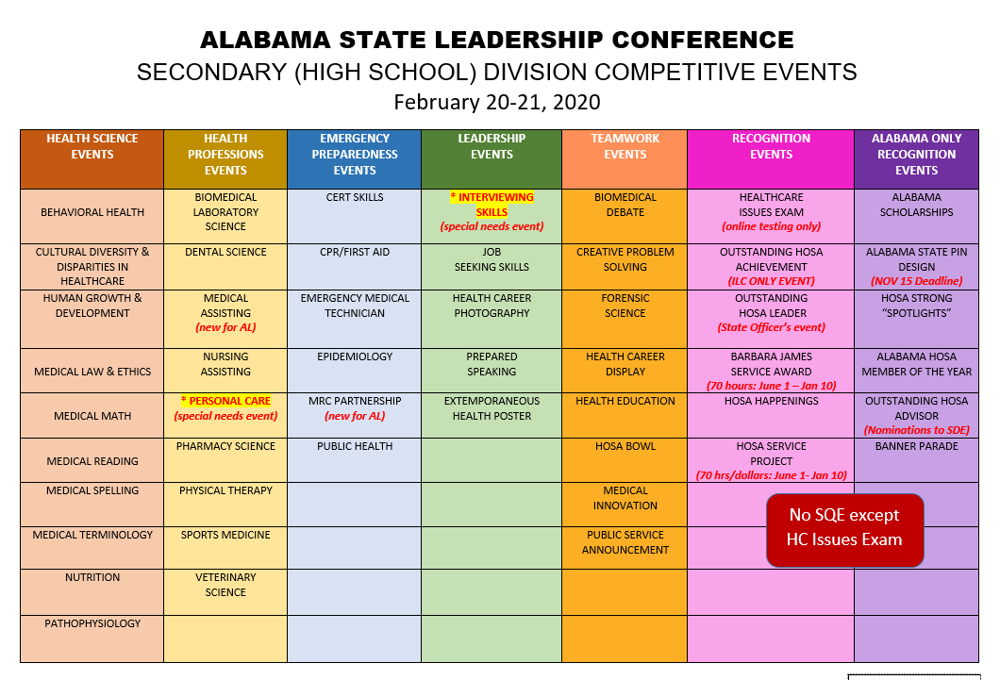 ALABAMA STATE LEADERSHIP CONFERENCE
SECONDARY (HIGH SCHOOL) DIVISION COMPETITIVE EVENTS
February 20-21, 2020
HEALTH SCIENCE
EVENTS
HEALTH
PROFESSIONS
EVENTS
EMERGENCY
PREPAREDNESS
EVENTS
LEADERSHIP
EVENTS
TEAMWORK
EVENTS
RECOGNITION
EVENTS
ALABAMA ONLY
RECOGNITION
EVENTS
BEHAVIORAL HEALTH
BIOMEDICAL
LABORATORY
SCIENCE
CERT SKILLS
* INTERVIEWING
SKILLS
(special needs event)
BIOMEDICAL
DEBATE
HEALTHCARE
ISSUES EXAM
(online testing only)
ALABAMA
SCHOLARSHIPS
CULTURAL DIVERSITY &
DISPARITIES IN
HEALTHCARE
DENTAL SCIENCE
CPR/FIRST AID
JOB
SEEKING SKILLS
CREATIVE PROBLEM
SOLVING
OUTSTANDING HOSA
ACHIEVEMENT
(ILC ONLY EVENT)
ALABAMA STATE PIN
DESIGN
(NOV 15 Deadline)
HUMAN GROWTH &
DEVELOPMENT
MEDICAL
ASSISTING
(new for AL)
EMERGENCY MEDICAL
TECHNICIAN
HEALTH CAREER
PHOTOGRAPHY
FORENSIC
SCIENCE
OUTSTANDING
HOSA LEADER
(State Officer's event)
HOSA STRONG
“SPOTLIGHTS”
MEDICAL LAW & ETHICS
NURSING
ASSISTING
EPIDEMIOLOGY
PREPARED
SPEAKING
HEALTH CAREER
DISPLAY
BARBARA JAMES
SERVICE AWARD
(70 hours: June 1 – Jan 10)
ALABAMA HOSA
MEMBER OF THE YEAR
MEDICAL MATH
* PERSONAL CARE
(special needs event)
MRC PARTNERSHIP
(new for AL)
EXTEMPORANEOUS
HEALTH POSTER
HEALTH EDUCATION
HOSA HAPPENINGS
OUTSTANDING HOSA
ADVISOR
(Nominations to SDE)
MEDICAL READING
PHARMACY SCIENCE
PUBLIC HEALTH
HOSA BOWL
HOSA SERVICE
PROJECT
(70 hrs/dollars: June 1- Jan 10)
BANNER PARADE
MEDICAL SPELLING
PHYSICAL THERAPY
MEDICAL
INNOVATION
No SQE except
HC Issues Exam
MEDICAL TERMINOLOGY
SPORTS MEDICINE
PUBLIC SERVICE
ANNOUNCEMENT
NUTRITION
VETERINARY
SCIENCE
PATHOPHYSIOLOGY